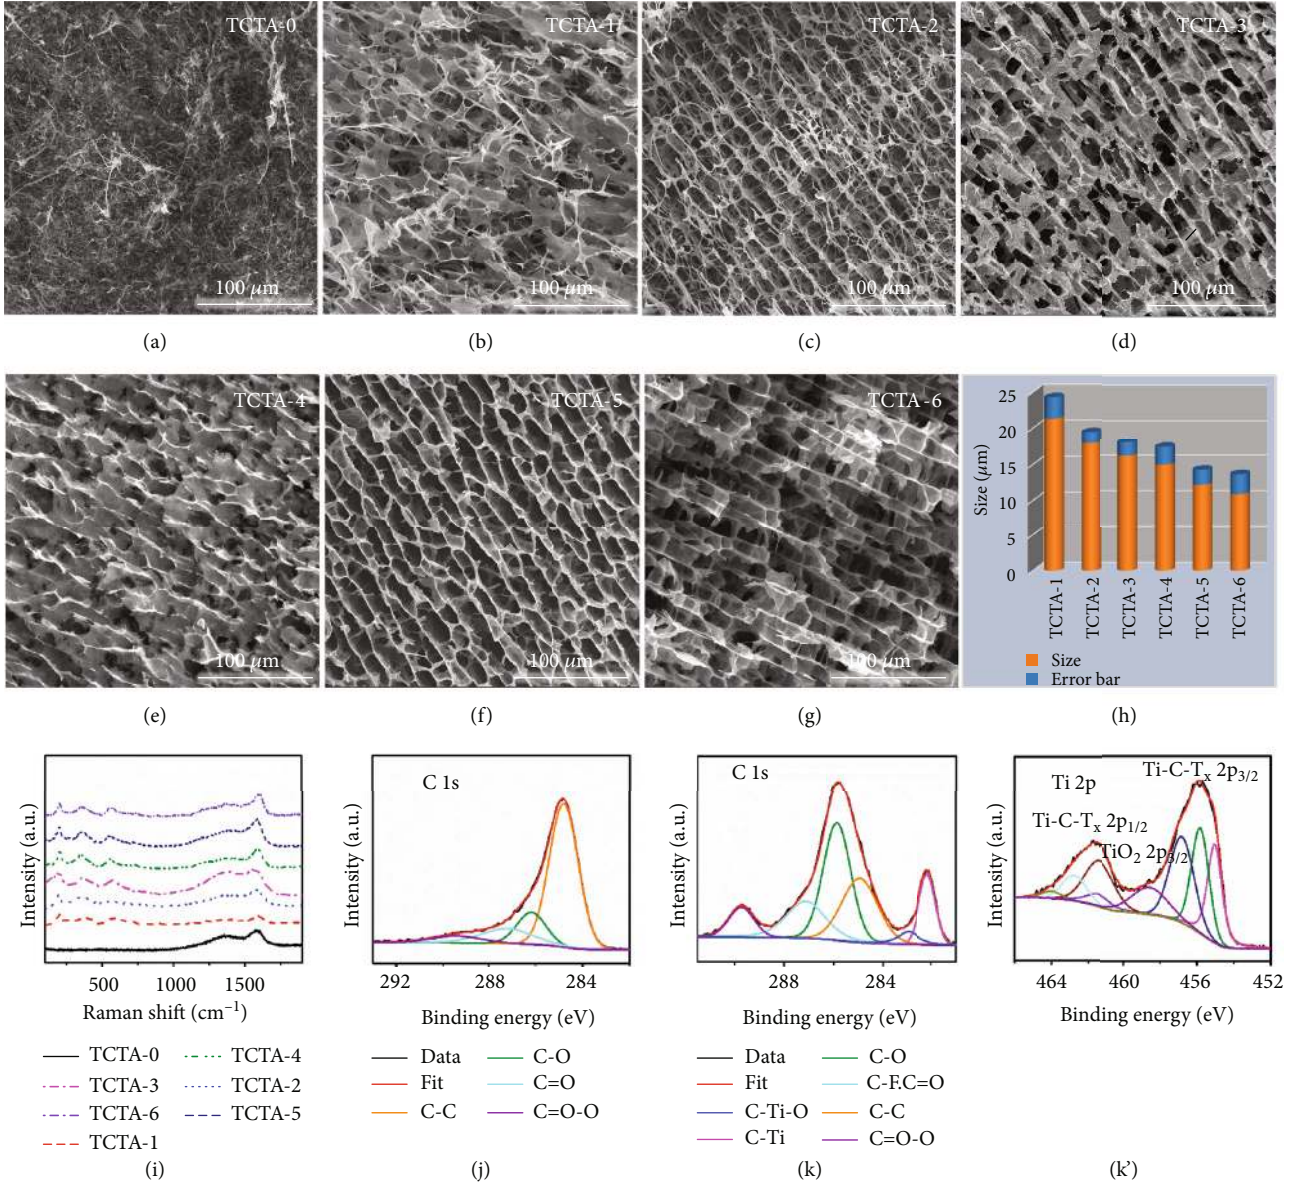 TCTA-0
TCTA-1
TCTA-2
TCTA-3
100 μm
100 μm
100 μm
100 μm
(a)
(b)
(c)
(d)
TCTA-4
TCTA-5
TCTA-6
100 μm
100 μm
100 μm
Size (μm)
25
20
15
10
5
0
TCTA-1
TCTA-2
TCTA-3
TCTA-4
TCTA-5
TCTA-6
Size
Error bar
(e)
(f)
(g)
(h)
Intensity (a.u.)
500 1000 1500
Raman shift (cm⁻¹)
TCTA-0 TCTA-4
TCTA-3 TCTA-2
TCTA-6 TCTA-5
TCTA-1
(i)
C 1s
Intensity (a.u.)
292 288 284
Binding energy (eV)
Data C-O
Fit C=O
C-C C=O-O
(j)
C 1s
Intensity (a.u.)
288 284
Binding energy (eV)
Data C-O
Fit C-F.C=O
C-Ti-O C-C
C-Ti C=O-O
(k)
Ti 2p
Ti-C-Tₓ 2p₃/₂
Ti-C-Tₓ 2p₁/₂
TiO₂ 2p₃/₂
Intensity (a.u.)
464 460 456 452
Binding energy (eV)
(k’)